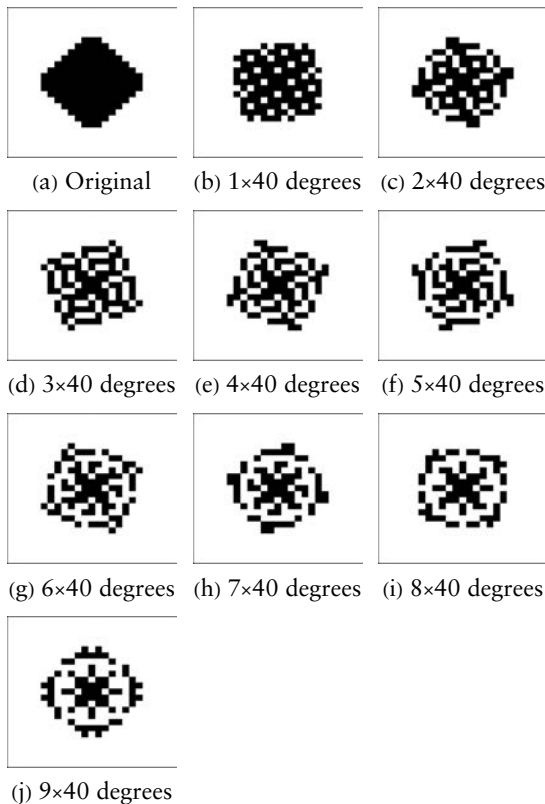 (a) Original (b) 1×40 degrees (c) 2×40 degrees
(d) 3×40 degrees (e) 4×40 degrees (f) 5×40 degrees
(g) 6×40 degrees (h) 7×40 degrees (i) 8×40 degrees
(j) 9×40 degrees